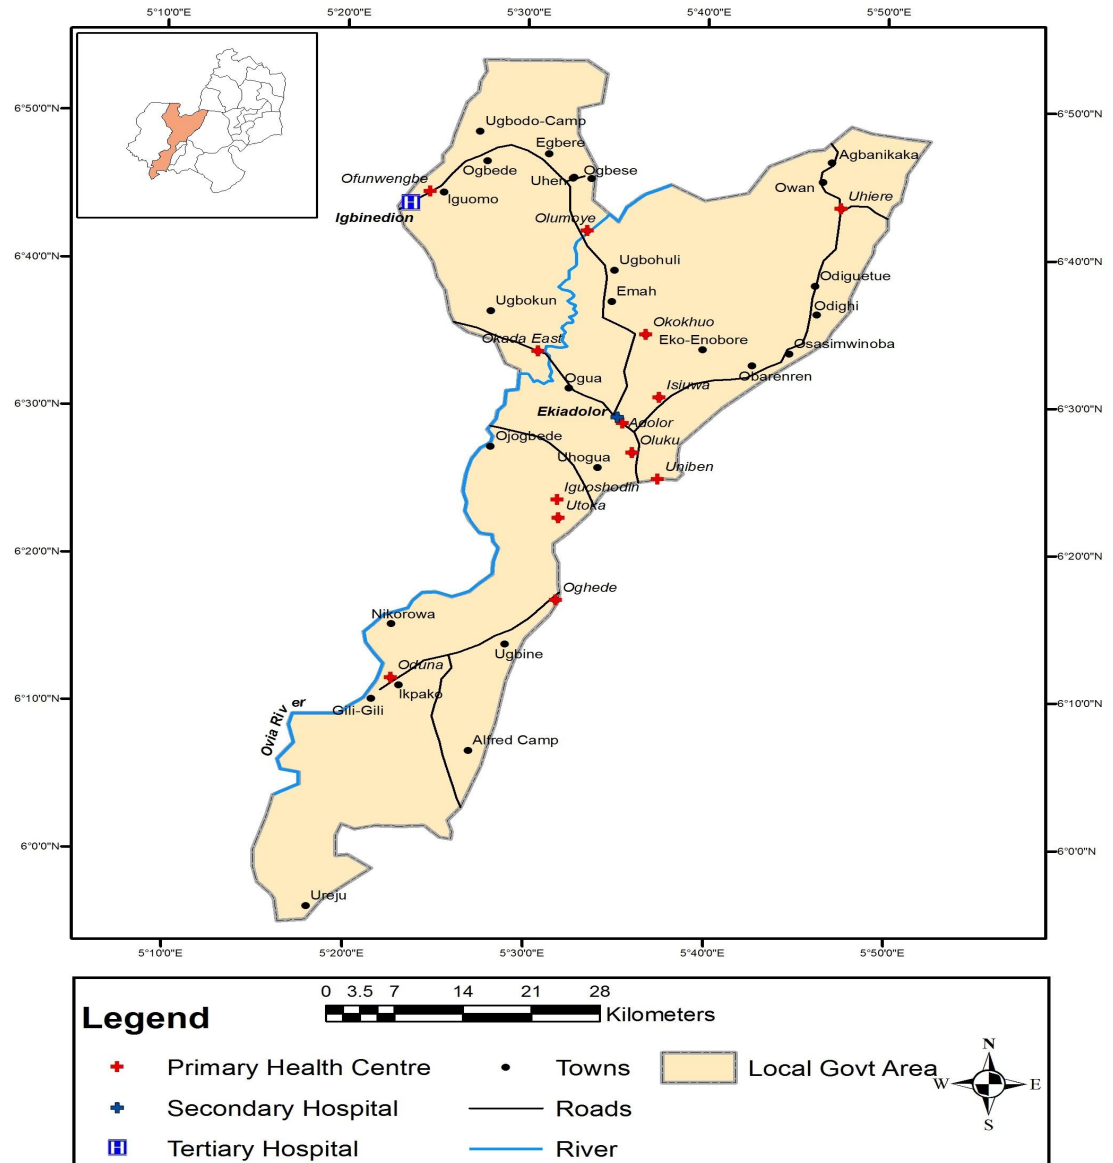 5°10'0"E 5°20'0"E 5°30'0"E 5°40'0"E 5°50'0"E
6°50'0"N
6°50'0"N
Ugbodo-Camp
Egbere
Agbanikaka
Ogbede
Ofunwengbe
Uhen
Ogbese
Owan
Uhiere
Iguomo
Igbinedion
Olumoye
6°40'0"N
6°40'0"N
Ugbohuli
Odiguetue
Emah
Ugbokun
Odighi
Okokhuo
Okada East
Eko-Enobore
Osasimwinoba
Obarenren
Ogua
Isiuwa
6°30'0"N
6°30'0"N
Ekiadolor
Adolor
Ojogbede
Oluku
Uhogua
Uniben
Iguoshodin
Utoka
6°20'0"N
6°20'0"N
Oghede
Nikorowa
Ugbine
Oduna
Ikpako
6°10'0"N
6°10'0"N
Gili-Gili
Ovia River
Alfred Camp
6°0'0"N
6°0'0"N
Ureju
5°10'0"E 5°20'0"E 5°30'0"E 5°40'0"E 5°50'0"E
0 3.5 7 14 21 28
Kilometers
Legend
Primary Health Centre
Towns
Local Govt Area
Secondary Hospital
Roads
H Tertiary Hospital
River
N
W E
S
H